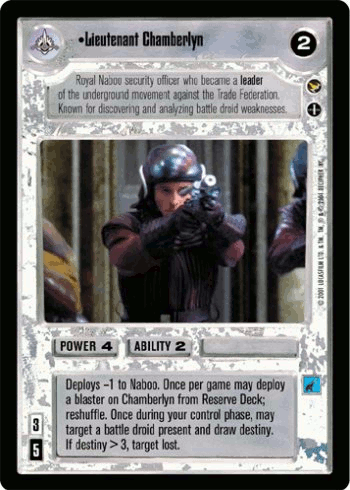 •Lieutenant Chamberlyn
2
Royal Naboo security officer who became a leader
of the underground movement against the Trade Federation.
Known for discovering and analyzing battle droid weaknesses.
POWER 4 ABILITY 2
Deploys -1 to Naboo. Once per game may deploy
a blaster on Chamberlyn from Reserve Deck;
reshuffle. Once during your control phase, may
target a battle droid present and draw destiny.
If destiny > 3, target lost.
3
5